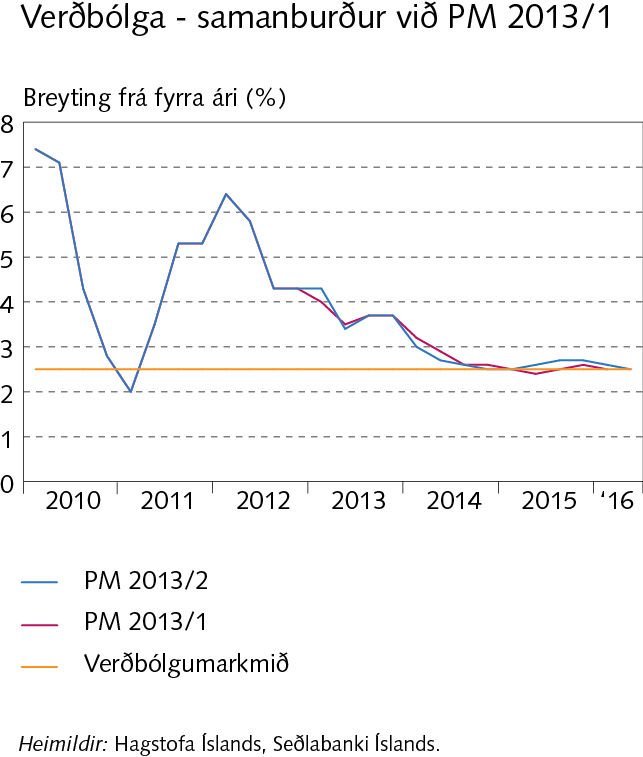 Verðbólga - samanburður við PM 2013/1
Breyting frá fyrra ári (%)
8
7
6
5
4
3
2
1
0
2010 2011 2012 2013 2014 2015 '16
PM 2013/2
PM 2013/1
Verðbólgumarkmið
Heimildir: Hagstofa Íslands, Seðlabanki Íslands.